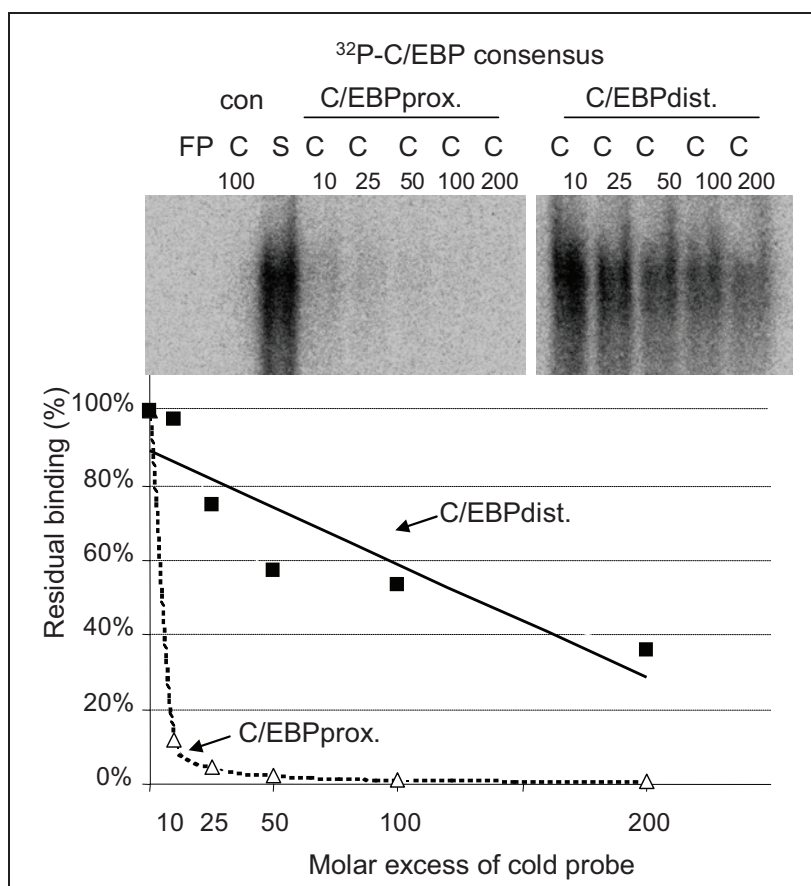 ³²P-C/EBP consensus
con C/EBPprox. C/EBPdist.
FP C S C C C C C C C C C C
100 10 25 50 100 200 10 25 50 100 200
Residual binding (%)
100%
80%
C/EBPdist.
60%
40%
20%
C/EBPprox.
0%
10 25 50 100 200
Molar excess of cold probe